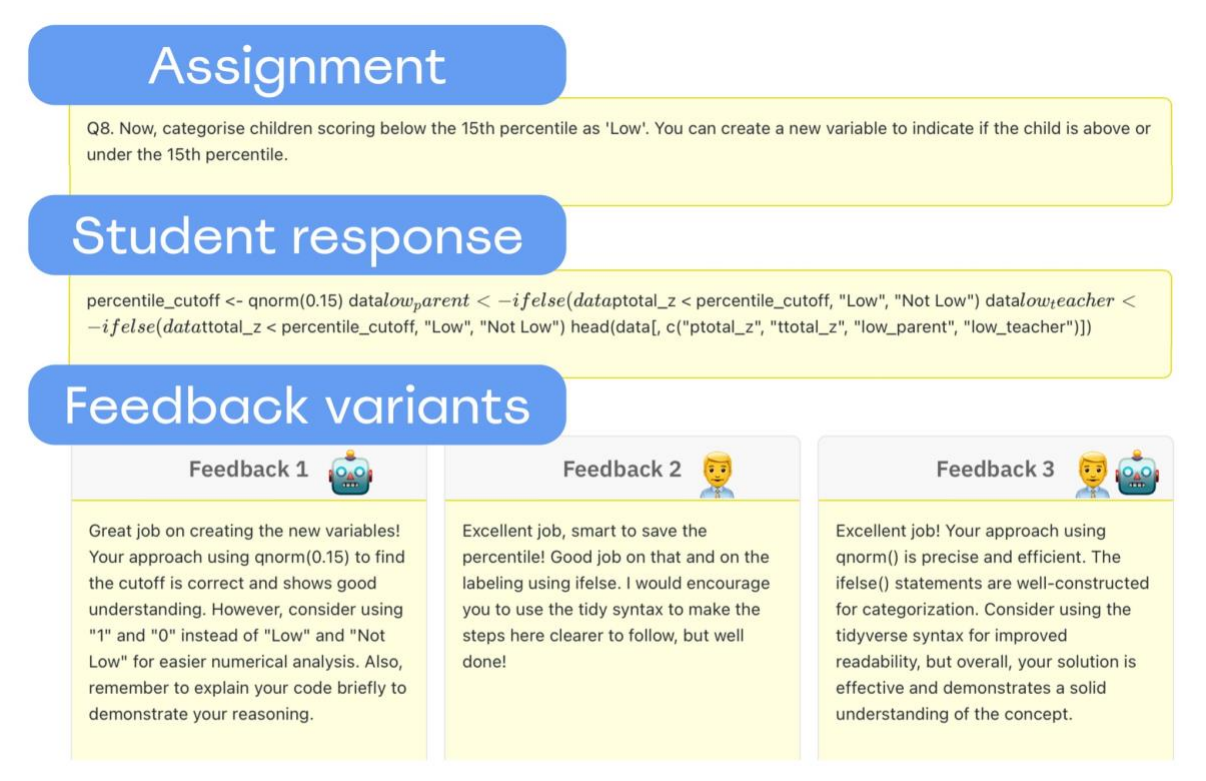 Assignment
Q8. Now, categorise children scoring below the 15th percentile as 'Low'. You can create a new variable to indicate if the child is above or
under the 15th percentile.
Student response
percentile_cutoff <- qnorm(0.15) datalow_parent < −ifelse(dataptotal_z < percentile_cutoff, "Low", "Not Low") datalow_teacher <
−ifelse(datattotal_z < percentile_cutoff, "Low", "Not Low") head(data[, c("ptotal_z", "ttotal_z", "low_parent", "low_teacher")])
Feedback variants
Feedback 1
Great job on creating the new variables!
Your approach using qnorm(0.15) to find
the cutoff is correct and shows good
understanding. However, consider using
"1" and "0" instead of "Low" and "Not
Low" for easier numerical analysis. Also,
remember to explain your code briefly to
demonstrate your reasoning.
Feedback 2
Excellent job, smart to save the
percentile! Good job on that and on the
labeling using ifelse. I would encourage
you to use the tidy syntax to make the
steps here clearer to follow, but well
done!
Feedback 3
Excellent job! Your approach using
qnorm() is precise and efficient. The
ifelse() statements are well-constructed
for categorization. Consider using the
tidyverse syntax for improved
readability, but overall, your solution is
effective and demonstrates a solid
understanding of the concept.